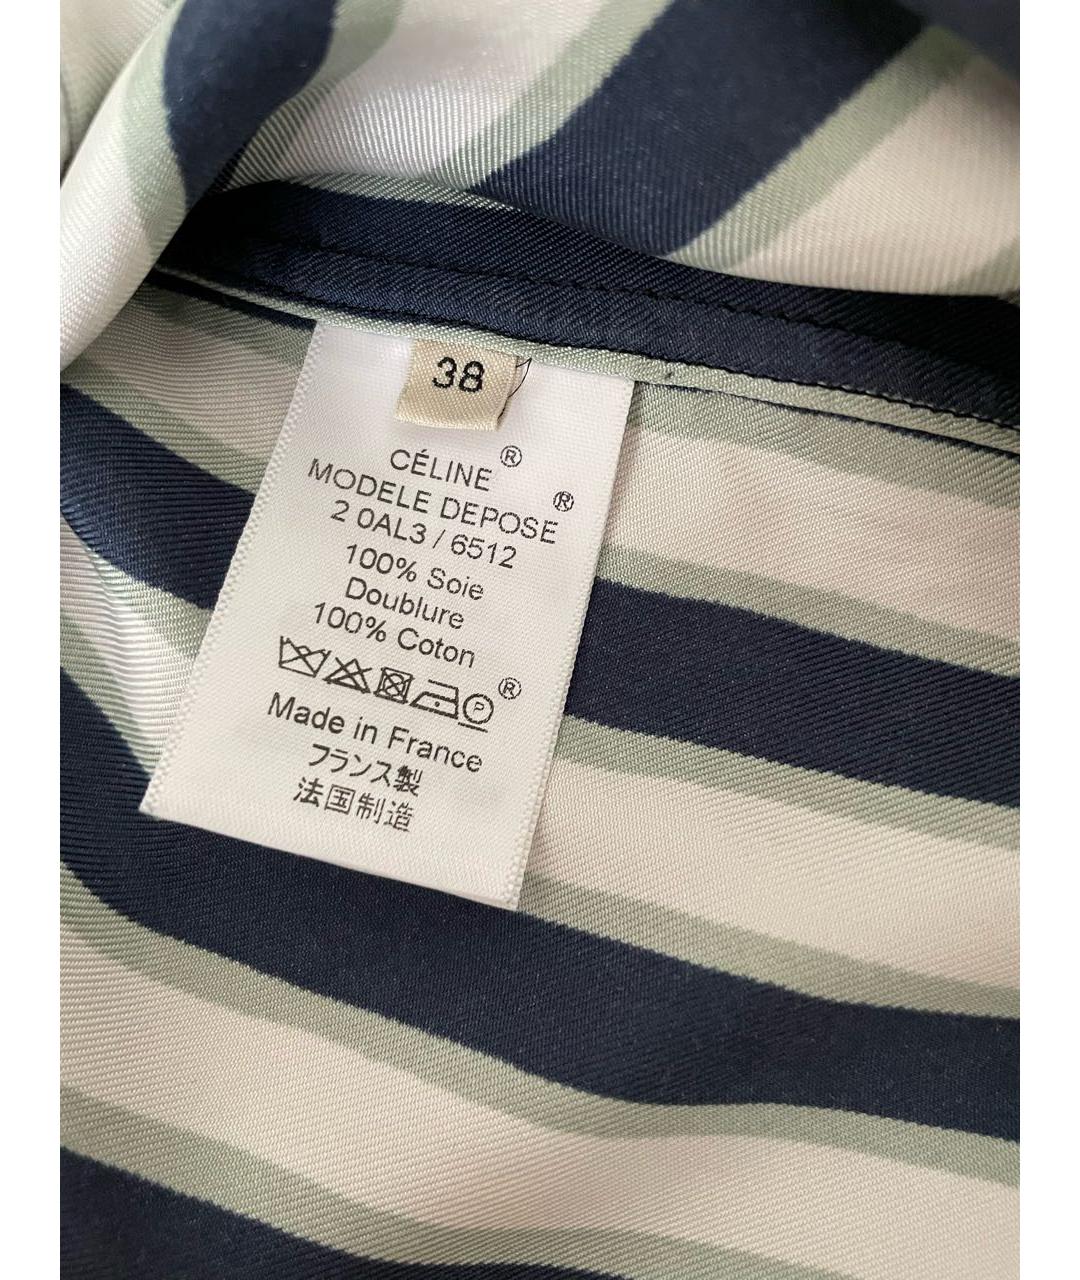 38
CÉLINE ®
MODELE DEPOSE ®
2 0AL3 / 6512
100% Soie
Doublure
100% Coton
P ®
Made in France
フランス製
法国制造